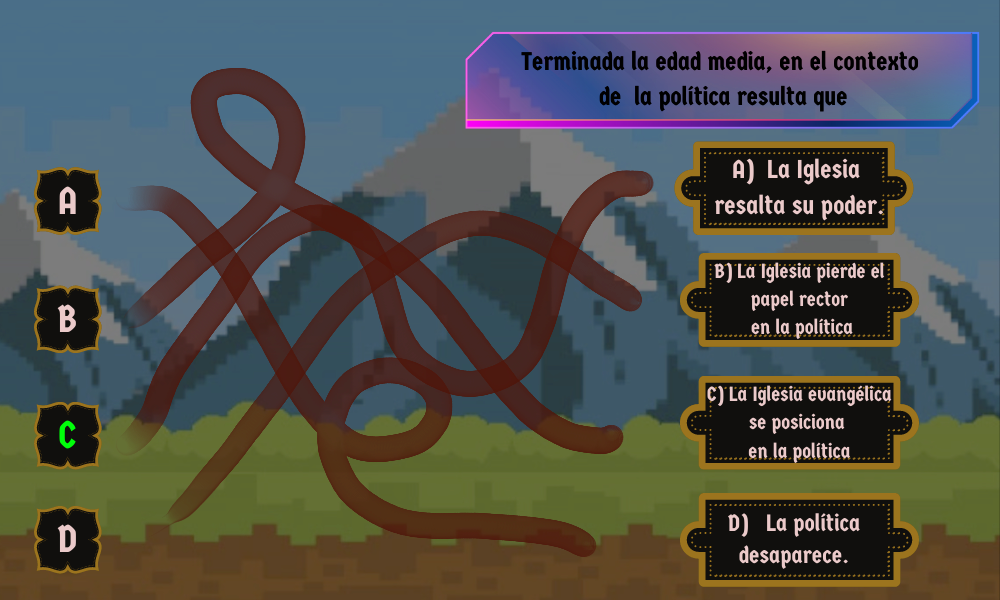 Terminada la edad media, en el contexto
de la política resulta que
A
A) La Iglesia
resalta su poder.
B
B) La Iglesia pierde el
papel rector
en la política
C
C) La Iglesia evangélica
se posiciona
en la política
D
D) La política
desaparece.